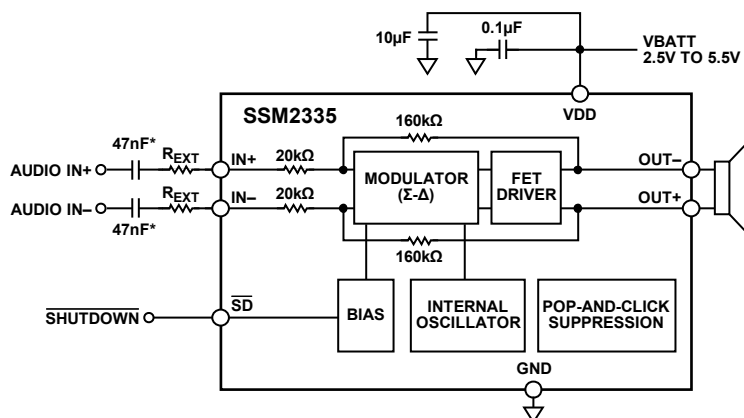 10µF
0.1µF
VBATT
2.5V TO 5.5V
VDD
SSM2335
160kΩ
47nF*
R_EXT
AUDIO IN+
IN+
20kΩ
MODULATOR
(Σ-Δ)
FET
DRIVER
OUT–
R_EXT
AUDIO IN–
IN–
20kΩ
OUT+
47nF*
160kΩ
SHUTDOWN
SD
BIAS
INTERNAL
OSCILLATOR
POP-AND-CLICK
SUPPRESSION
GND